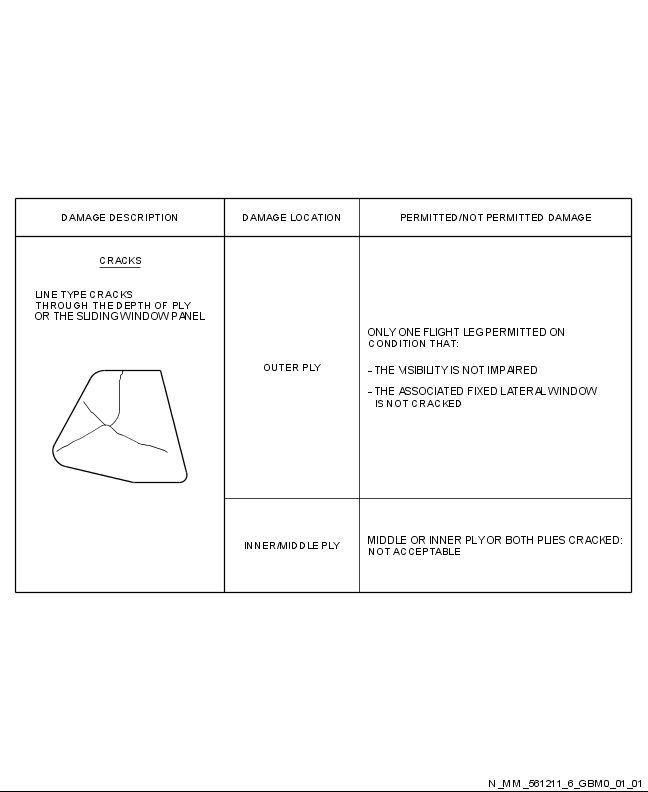 DAMAGE DESCRIPTION
DAMAGE LOCATION
PERMITTED/NOT PERMITTED DAMAGE
CRACKS
LINE TYPE CRACKS
THROUGH THE DEPTH OF PLY
OR THE SLIDING WINDOW PANEL
OUTER PLY
ONLY ONE FLIGHT LEG PERMITTED ON
CONDITION THAT:
– THE VISIBILITY IS NOT IMPAIRED
– THE ASSOCIATED FIXED LATERAL WINDOW
IS NOT CRACKED
INNER/MIDDLE PLY
MIDDLE OR INNER PLY OR BOTH PLIES CRACKED:
NOT ACCEPTABLE
N_MM_561211_6_GBM0_01_01